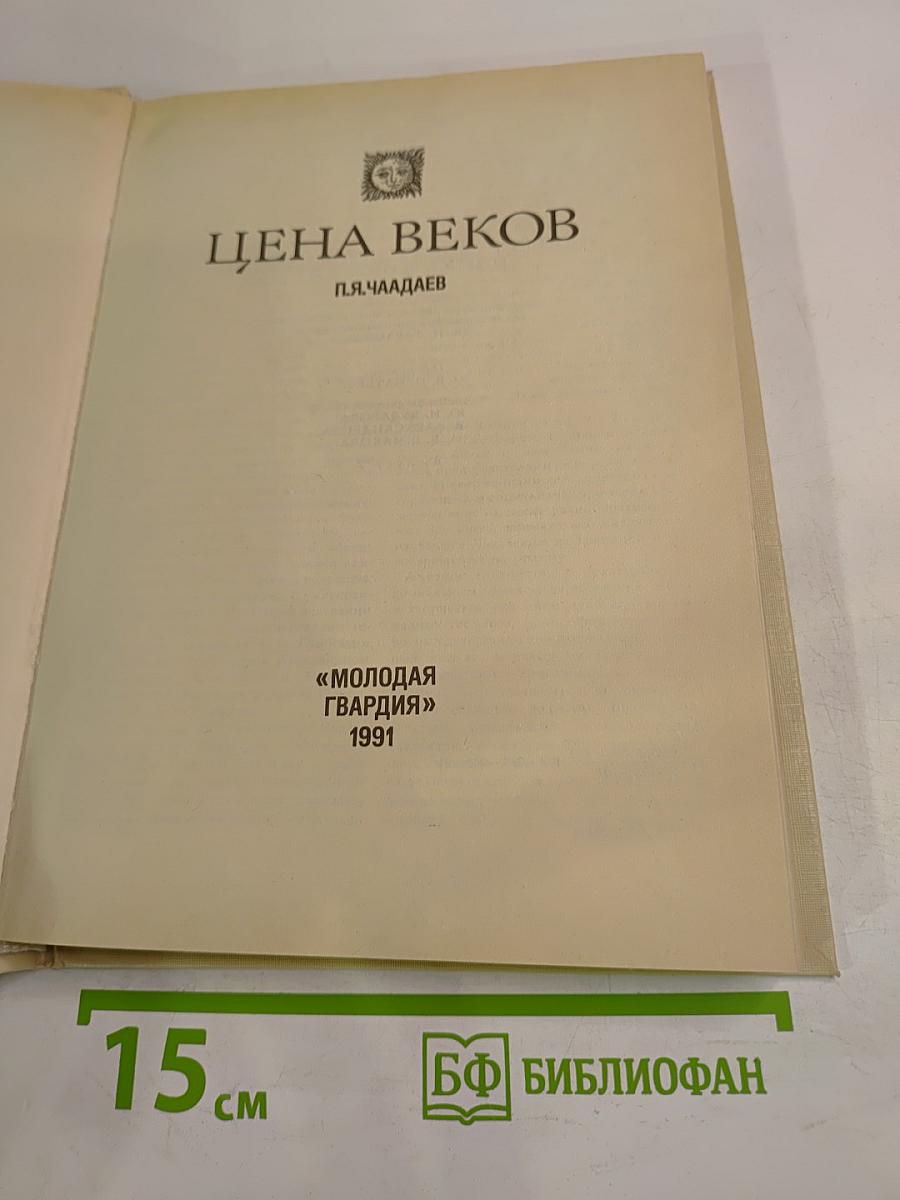 ЦЕНА ВЕКОВ
П.Я.ЧААДАЕВ
«МОЛОДАЯ
ГВАРДИЯ»
1991
15 см
БФ БИБЛИОФАН